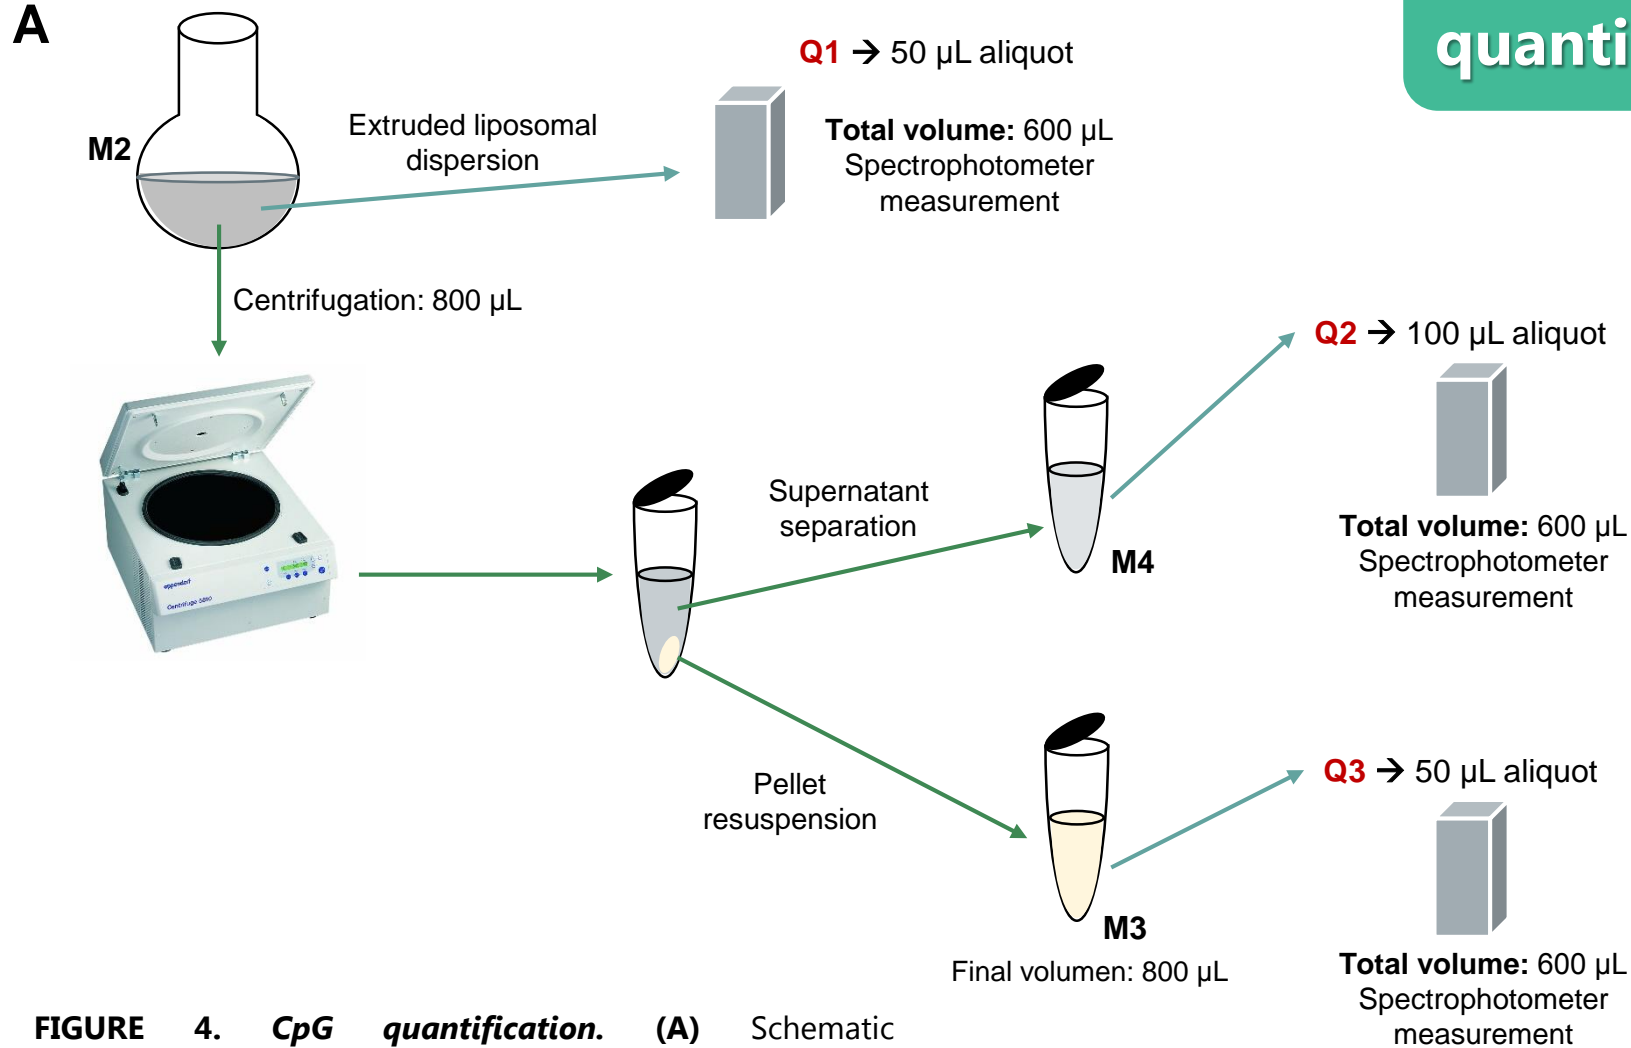 A
quanti
Q1 → 50 µL aliquot
Extruded liposomal
dispersion
Total volume: 600 µL
Spectrophotometer
measurement
M2
Centrifugation: 800 µL
Q2 → 100 µL aliquot
Supernatant
separation
M4
Total volume: 600 µL
Spectrophotometer
measurement
eppendorf
Pellet
resuspension
Q3 → 50 µL aliquot
M3
Final volumen: 800 µL
Total volume: 600 µL
Spectrophotometer
measurement
FIGURE 4. CpG quantification. (A) Schematic